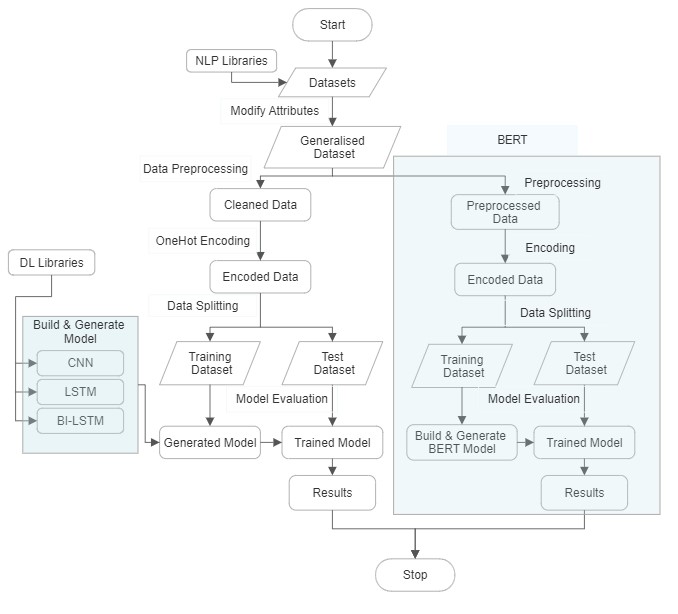 Start
NLP Libraries
Datasets
Modify Attributes
Generalised
Dataset
BERT
Data Preprocessing
Preprocessing
Cleaned Data
Preprocessed
Data
OneHot Encoding
Encoding
DL Libraries
Encoded Data
Encoded Data
Data Splitting
Data Splitting
Build & Generate
Model
CNN
LSTM
BI-LSTM
Training
Dataset
Test
Dataset
Training
Dataset
Test
Dataset
Model Evaluation
Model Evaluation
Generated Model
Trained Model
Build & Generate
BERT Model
Trained Model
Results
Results
Stop